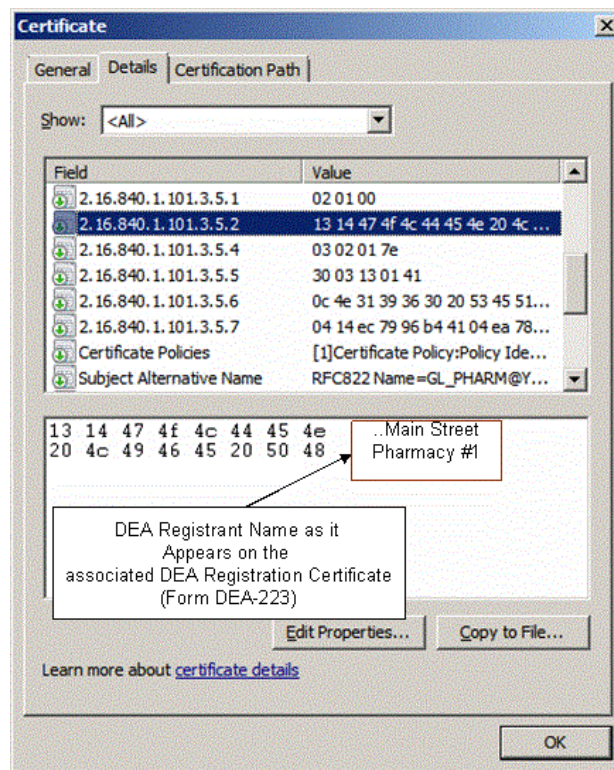 Certificate
General Details Certification Path
Show: <All>
Field Value
2.16.840.1.101.3.5.1 02 01 00
2.16.840.1.101.3.5.2 13 14 47 4f 4c 44 45 4e 20 4c ...
2.16.840.1.101.3.5.4 03 02 01 7e
2.16.840.1.101.3.5.5 30 03 13 01 41
2.16.840.1.101.3.5.6 0c 4e 31 39 36 30 20 53 45 51...
2.16.840.1.101.3.5.7 04 14 ec 79 96 b4 41 04 ea 78...
Certificate Policies [1]Certificate Policy:Policy Ide...
Subject Alternative Name RFC822 Name=GL_PHARM@Y...
13 14 47 4f 4c 44 45 4e ..Main Street
20 4c 49 46 45 20 50 48 Pharmacy #1
DEA Registrant Name as it
Appears on the
associated DEA Registration Certificate
(Form DEA-223)
Edit Properties... Copy to File...
Learn more about certificate details
OK